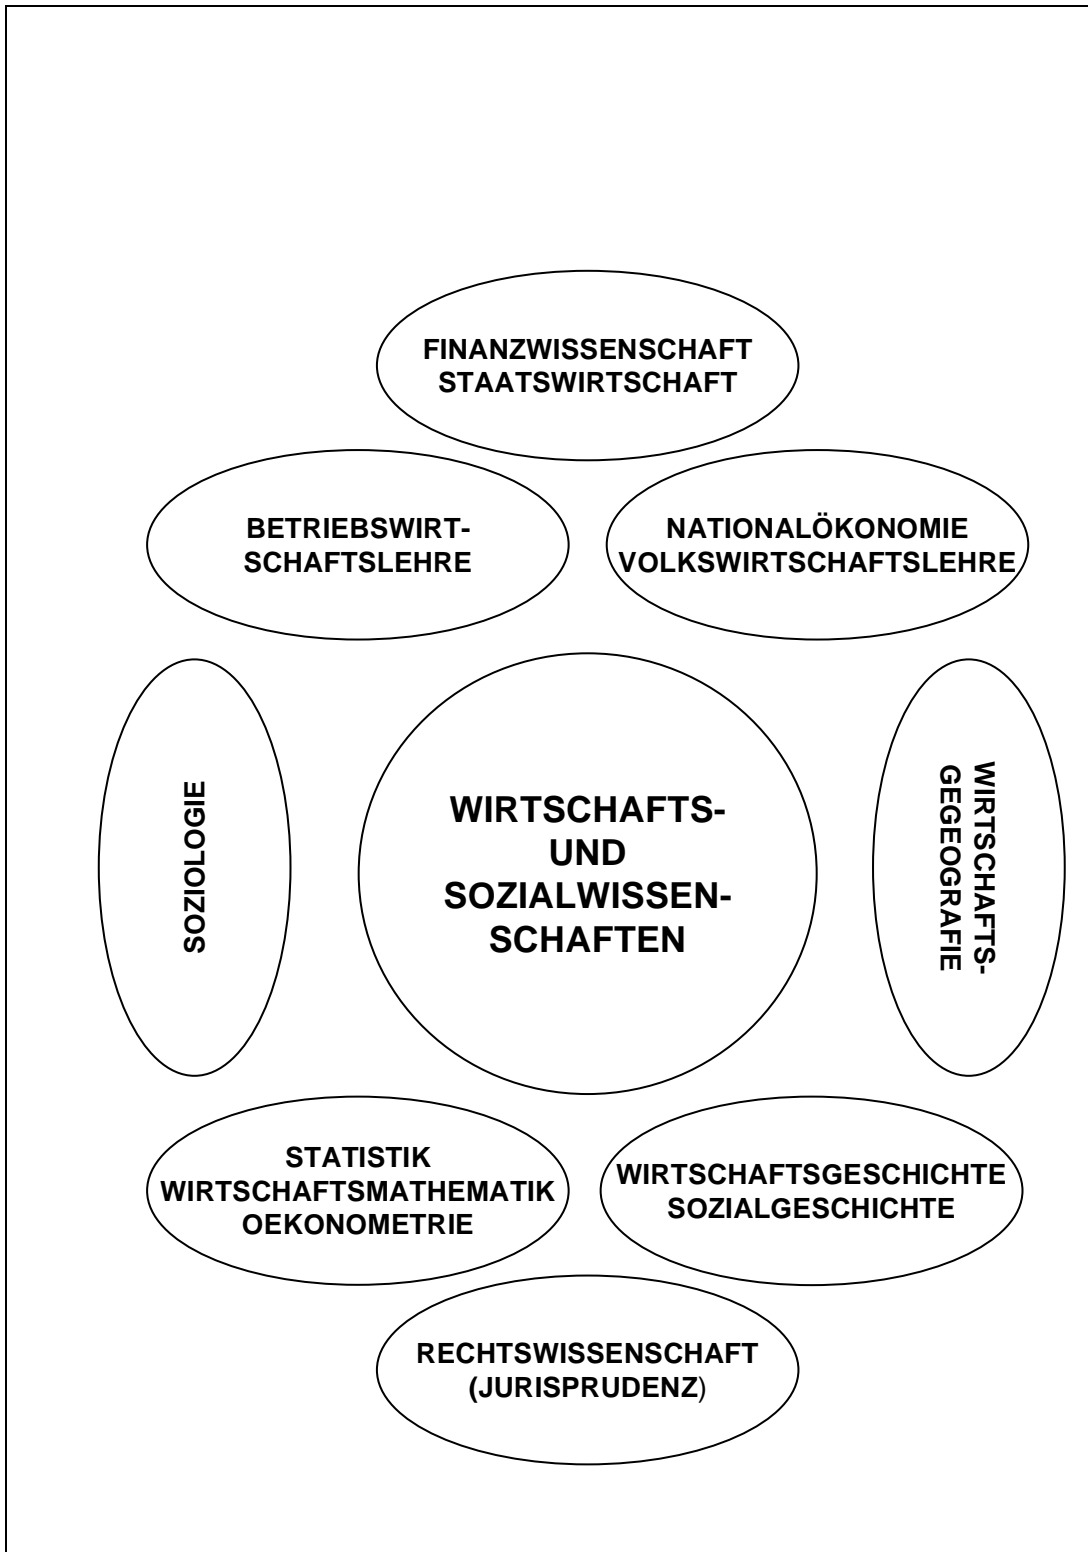 FINANZWISSENSCHAFT
STAATSWIRTSCHAFT
BETRIEBSWIRT-
SCHAFTSLEHRE
NATIONALÖKONOMIE
VOLKSWIRTSCHAFTSLEHRE
SOZIOLOGIE
WIRTSCHAFTS-
UND
SOZIALWISSEN-
SCHAFTEN
WIRTSCHAFTS-
GEGEOGRAFIE
STATISTIK
WIRTSCHAFTSMATHEMATIK
OEKONOMETRIE
WIRTSCHAFTSGESCHICHTE
SOZIALGESCHICHTE
RECHTSWISSENSCHAFT
(JURISPRUDENZ)